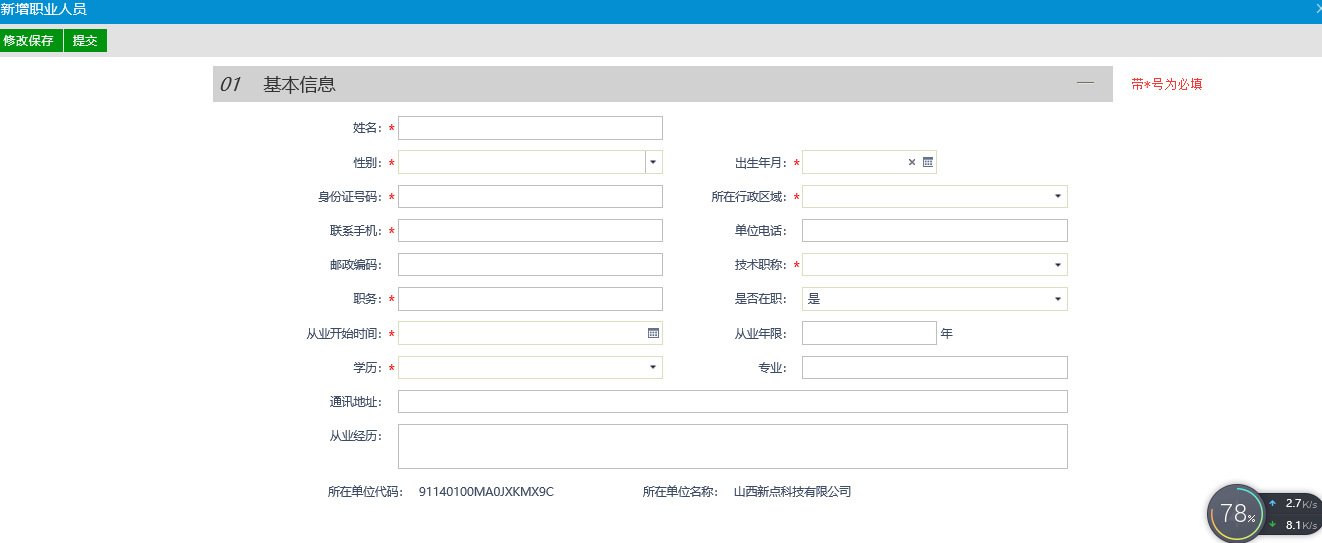 新增职业人员
修改保存 提交
01 基本信息 带*号为必填
姓名：*
性别：* 出生年月：*
身份证号码：* 所在行政区域：*
联系手机：* 单位电话：
邮政编码： 技术职称：*
职务：* 是否在职： 是
从业开始时间：* 从业年限： 年
学历：* 专业：
通讯地址：
从业经历：
所在单位代码： 91140100MA0JXKMX9C 所在单位名称： 山西新点科技有限公司
78% 2.7K/s
8.1K/s